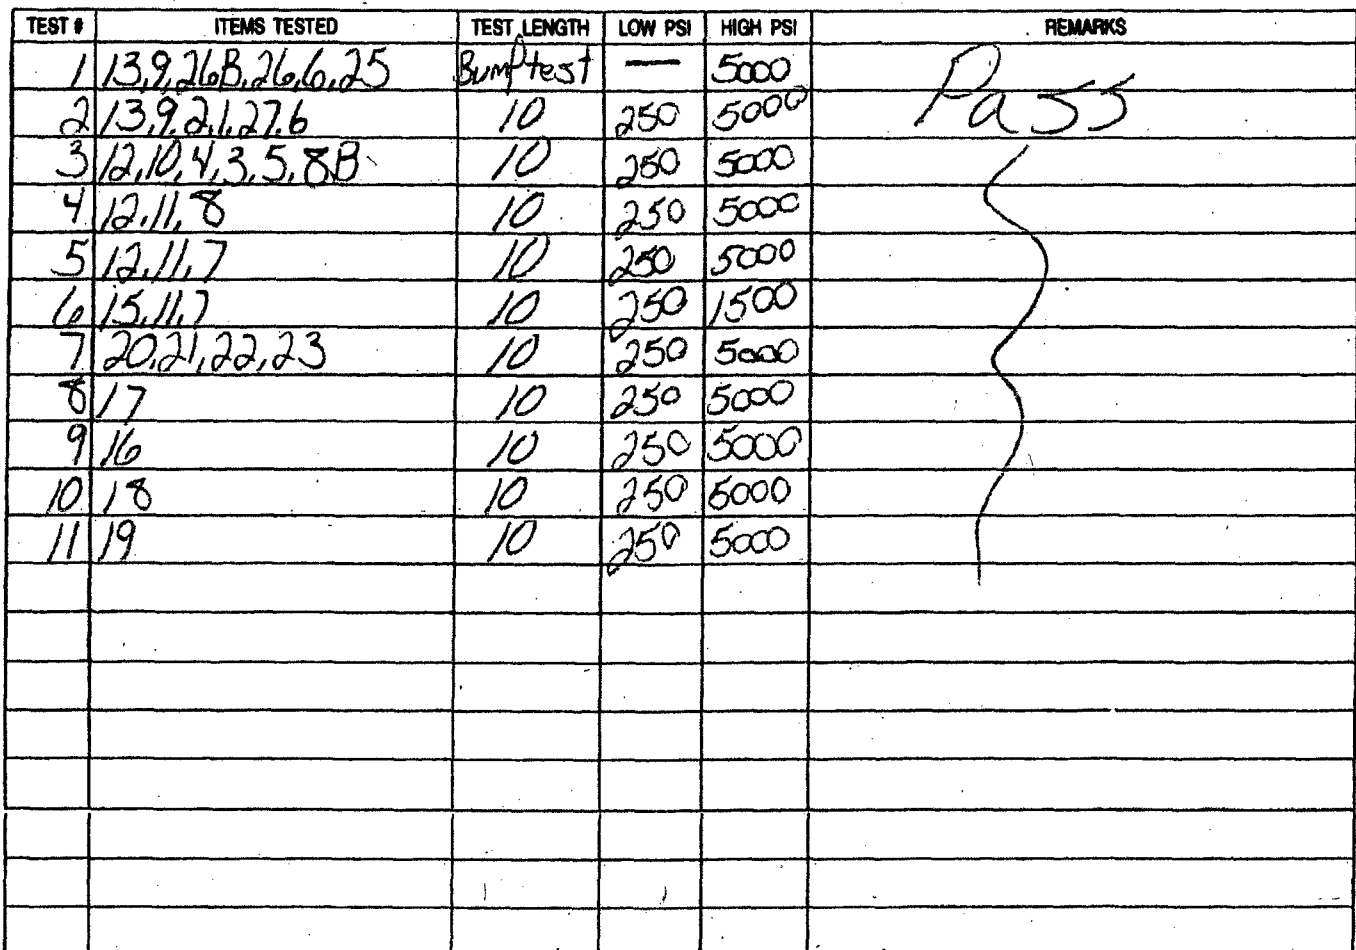 TEST # ITEMS TESTED TEST LENGTH LOW PSI HIGH PSI REMARKS
1 13,9,26B,26,6,25 Bump test — 5000 Pass
2 13,9,2,1,27,6 10 250 5000
3 12,10,4,3,5,8B 10 250 5000
4 12,11,8 10 250 5000
5 12,11,7 10 250 5000
6 15,11,7 10 250 1500
7 20,21,22,23 10 250 5000
8 17 10 250 5000
9 16 10 250 5000
10 18 10 250 5000
11 19 10 250 5000